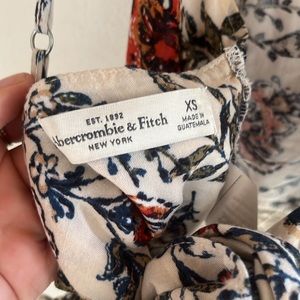 EST. 1892
Abercrombie & Fitch
NEW YORK
XS
MADE IN
GUATEMALA